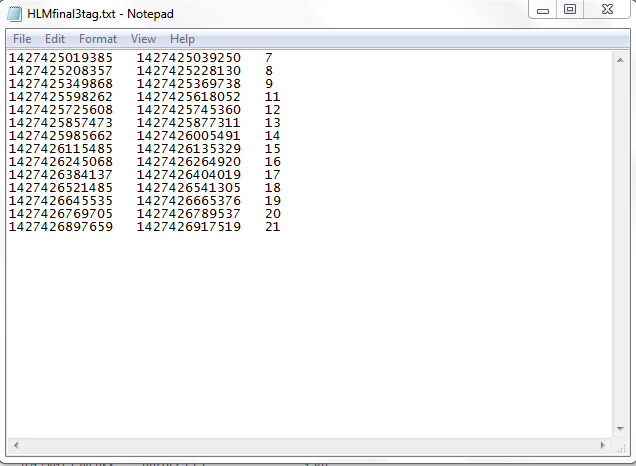 HLMfinal3tag.txt - Notepad
File Edit Format View Help
1427425019385 1427425039250 7
1427425208357 1427425228130 8
1427425349868 1427425369738 9
1427425598262 1427425618052 11
1427425725608 1427425745360 12
1427425857473 1427425877311 13
1427425985662 1427426005491 14
1427426115485 1427426135329 15
1427426245068 1427426264920 16
1427426384137 1427426404019 17
1427426521485 1427426541305 18
1427426645535 1427426665376 19
1427426769705 1427426789537 20
1427426897659 1427426917519 21